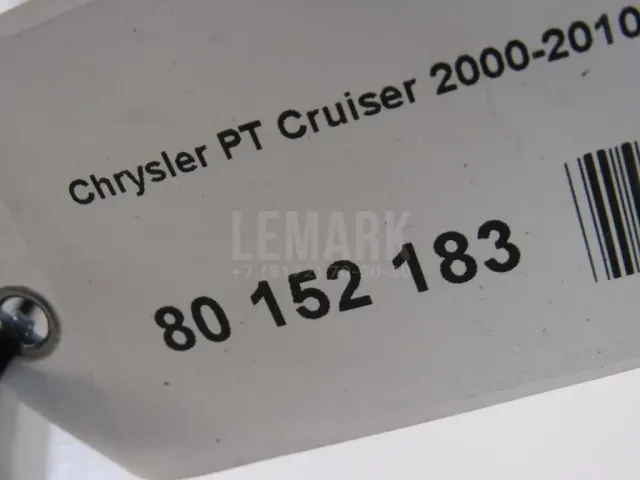 Chrysler PT Cruiser 2000-2010
LEMARK
80 152 183